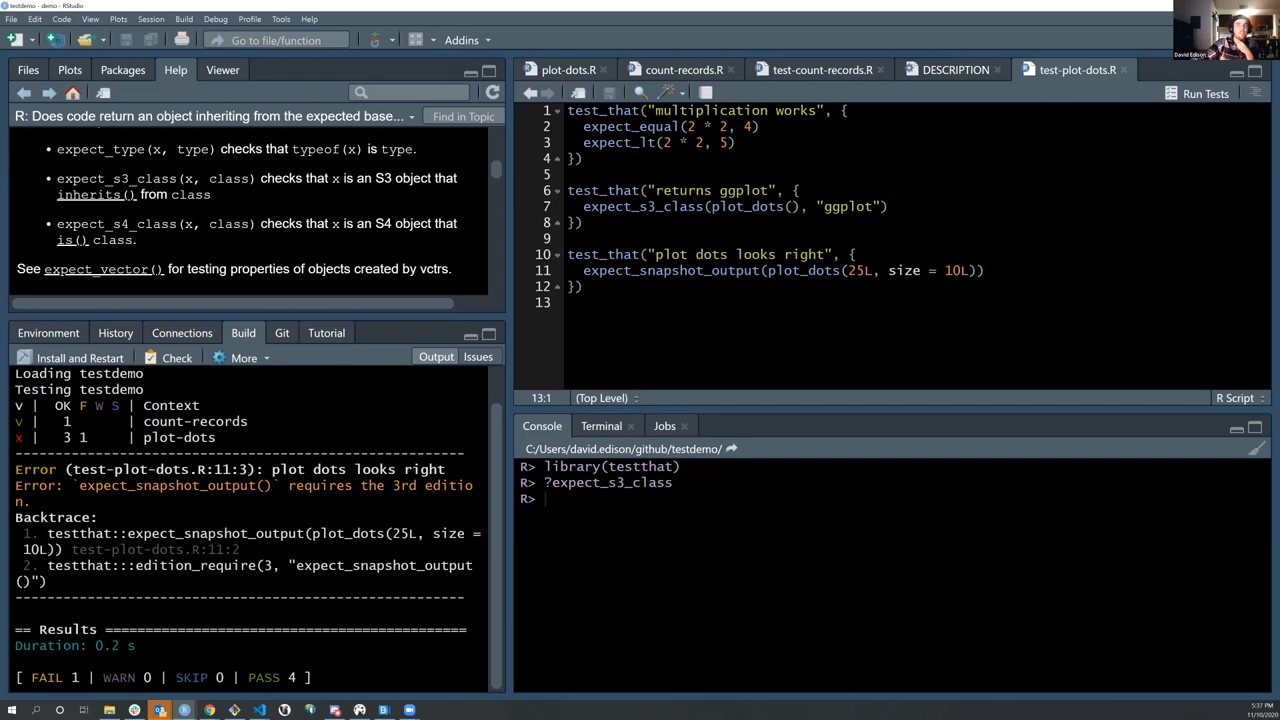 testdemo - demo - RStudio
File Edit Code View Plots Session Build Debug Profile Tools Help
Go to file/function
Addins
David Edison
Files Plots Packages Help Viewer
R: Does code return an object inheriting from the expected base...
Find in Topic
• expect_type(x, type) checks that typeof(x) is type.
• expect_s3_class(x, class) checks that x is an S3 object that
inherits() from class
• expect_s4_class(x, class) checks that x is an S4 object that
is() class.
See expect_vector() for testing properties of objects created by vctrs.
Environment History Connections Build Git Tutorial
Install and Restart Check More
Output Issues
Loading testdemo
Testing testdemo
v | OK F W S | Context
v | 1 | count-records
x | 3 1 | plot-dots
----------------------------------------------------------
Error (test-plot-dots.R:11:3): plot dots looks right
Error: `expect_snapshot_output()` requires the 3rd editio
n.
Backtrace:
1. testthat::expect_snapshot_output(plot_dots(25L, size =
10L)) test-plot-dots.R:11:2
2. testthat:::edition_require(3, "expect_snapshot_output
()")
----------------------------------------------------------
== Results =============================================
Duration: 0.2 s
[ FAIL 1 | WARN 0 | SKIP 0 | PASS 4 ]
plot-dots.R count-records.R test-count-records.R DESCRIPTION test-plot-dots.R
Run Tests
1 test_that("multiplication works", {
2 expect_equal(2 * 2, 4)
3 expect_lt(2 * 2, 5)
4 })
5
6 test_that("returns ggplot", {
7 expect_s3_class(plot_dots(), "ggplot")
8 })
9
10 test_that("plot dots looks right", {
11 expect_snapshot_output(plot_dots(25L, size = 10L))
12 })
13
13:1 (Top Level) R Script
Console Terminal Jobs
C:/Users/david.edison/github/testdemo/
R> library(testthat)
R> ?expect_s3_class
R>
5:37 PM
11/10/2020